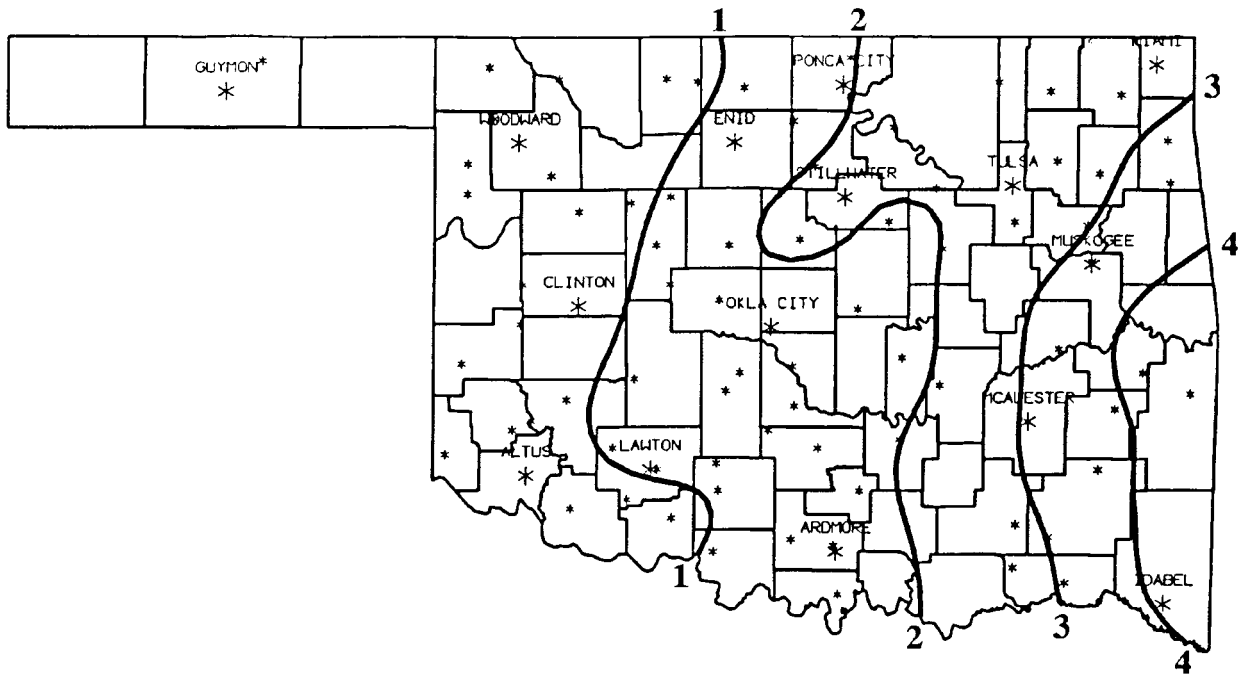 1
2
MIAMI
GUYMON
PONCA CITY
3
WOODWARD
ENID
TULSA
STILLWATER
MUSKOGEE
4
CLINTON
OKLA CITY
MCALESTER
LAWTON
ALTUS
ARDMORE
1
IDABEL
2
3
4